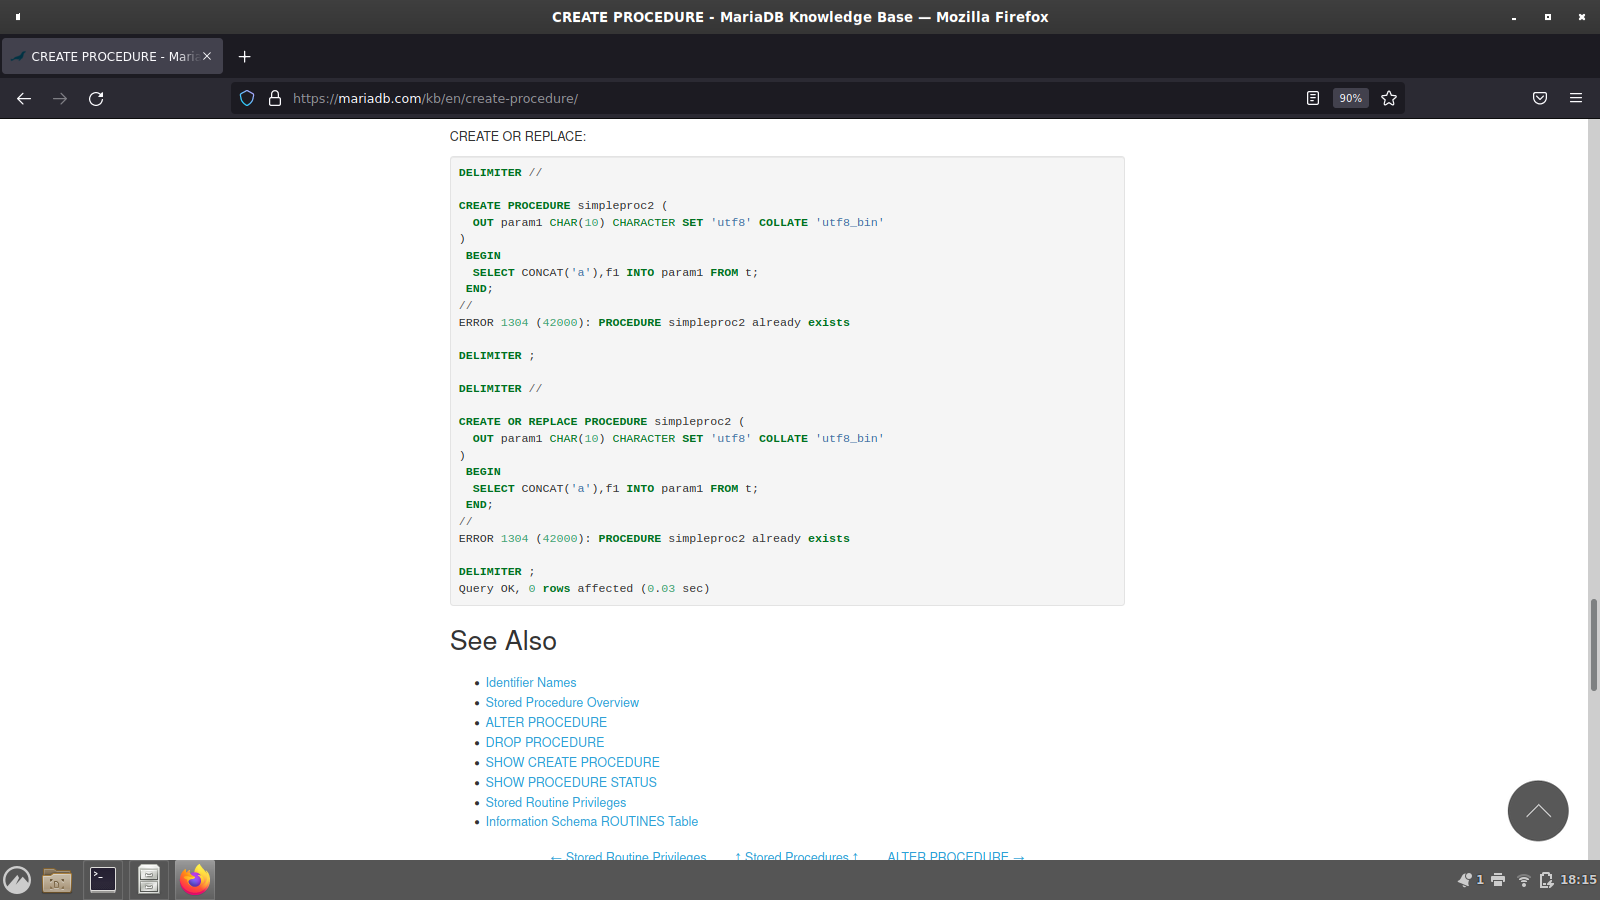 CREATE PROCEDURE - MariaDB Knowledge Base — Mozilla Firefox
CREATE PROCEDURE - Maria
https://mariadb.com/kb/en/create-procedure/
90%
CREATE OR REPLACE:
DELIMITER //
CREATE PROCEDURE simpleproc2 (
  OUT param1 CHAR(10) CHARACTER SET 'utf8' COLLATE 'utf8_bin'
)
 BEGIN
  SELECT CONCAT('a'),f1 INTO param1 FROM t;
 END;
//
ERROR 1304 (42000): PROCEDURE simpleproc2 already exists
DELIMITER ;
DELIMITER //
CREATE OR REPLACE PROCEDURE simpleproc2 (
  OUT param1 CHAR(10) CHARACTER SET 'utf8' COLLATE 'utf8_bin'
)
 BEGIN
  SELECT CONCAT('a'),f1 INTO param1 FROM t;
 END;
//
ERROR 1304 (42000): PROCEDURE simpleproc2 already exists
DELIMITER ;
Query OK, 0 rows affected (0.03 sec)
See Also
• Identifier Names
• Stored Procedure Overview
• ALTER PROCEDURE
• DROP PROCEDURE
• SHOW CREATE PROCEDURE
• SHOW PROCEDURE STATUS
• Stored Routine Privileges
• Information Schema ROUTINES Table
← Stored Routine Privileges ↑ Stored Procedures ↑ ALTER PROCEDURE →
1 18:15